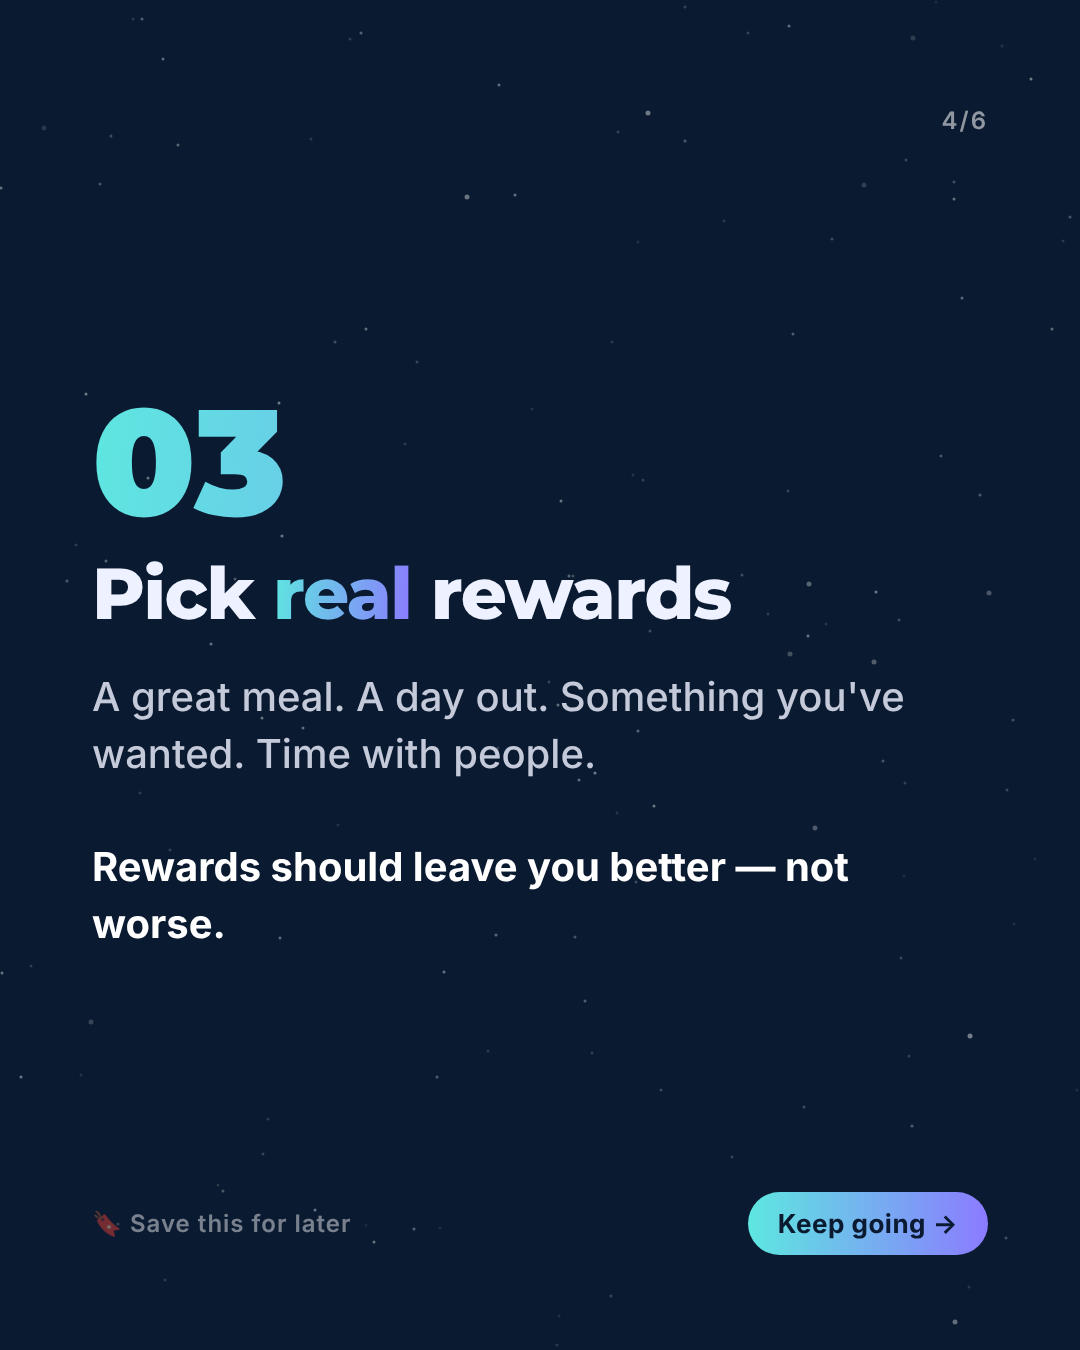 4/6
03
Pick real rewards
A great meal. A day out. Something you've
wanted. Time with people.
Rewards should leave you better — not
worse.
🔖 Save this for later
Keep going →